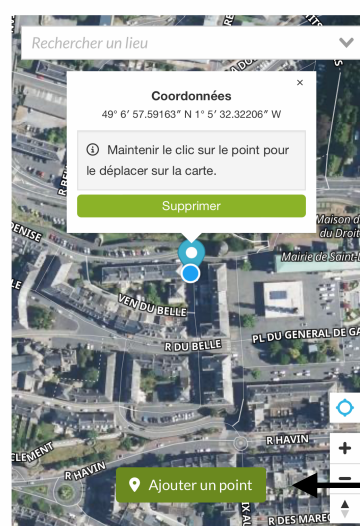 Rechercher un lieu
×
Coordonnées
49° 6′ 57.59163″ N 1° 5′ 32.32206″ W
Maintenir le clic sur le point pour
le déplacer sur la carte.
Supprimer
Maison d
du Droit
DENISE
Mairie de Saint-L
VEN DU BELLE
PL DU GENERAL DE GA
R DU BELLE
R HAVIN
CLEMENT
R HAVIN
+
Ajouter un point
−
R DES MAREC